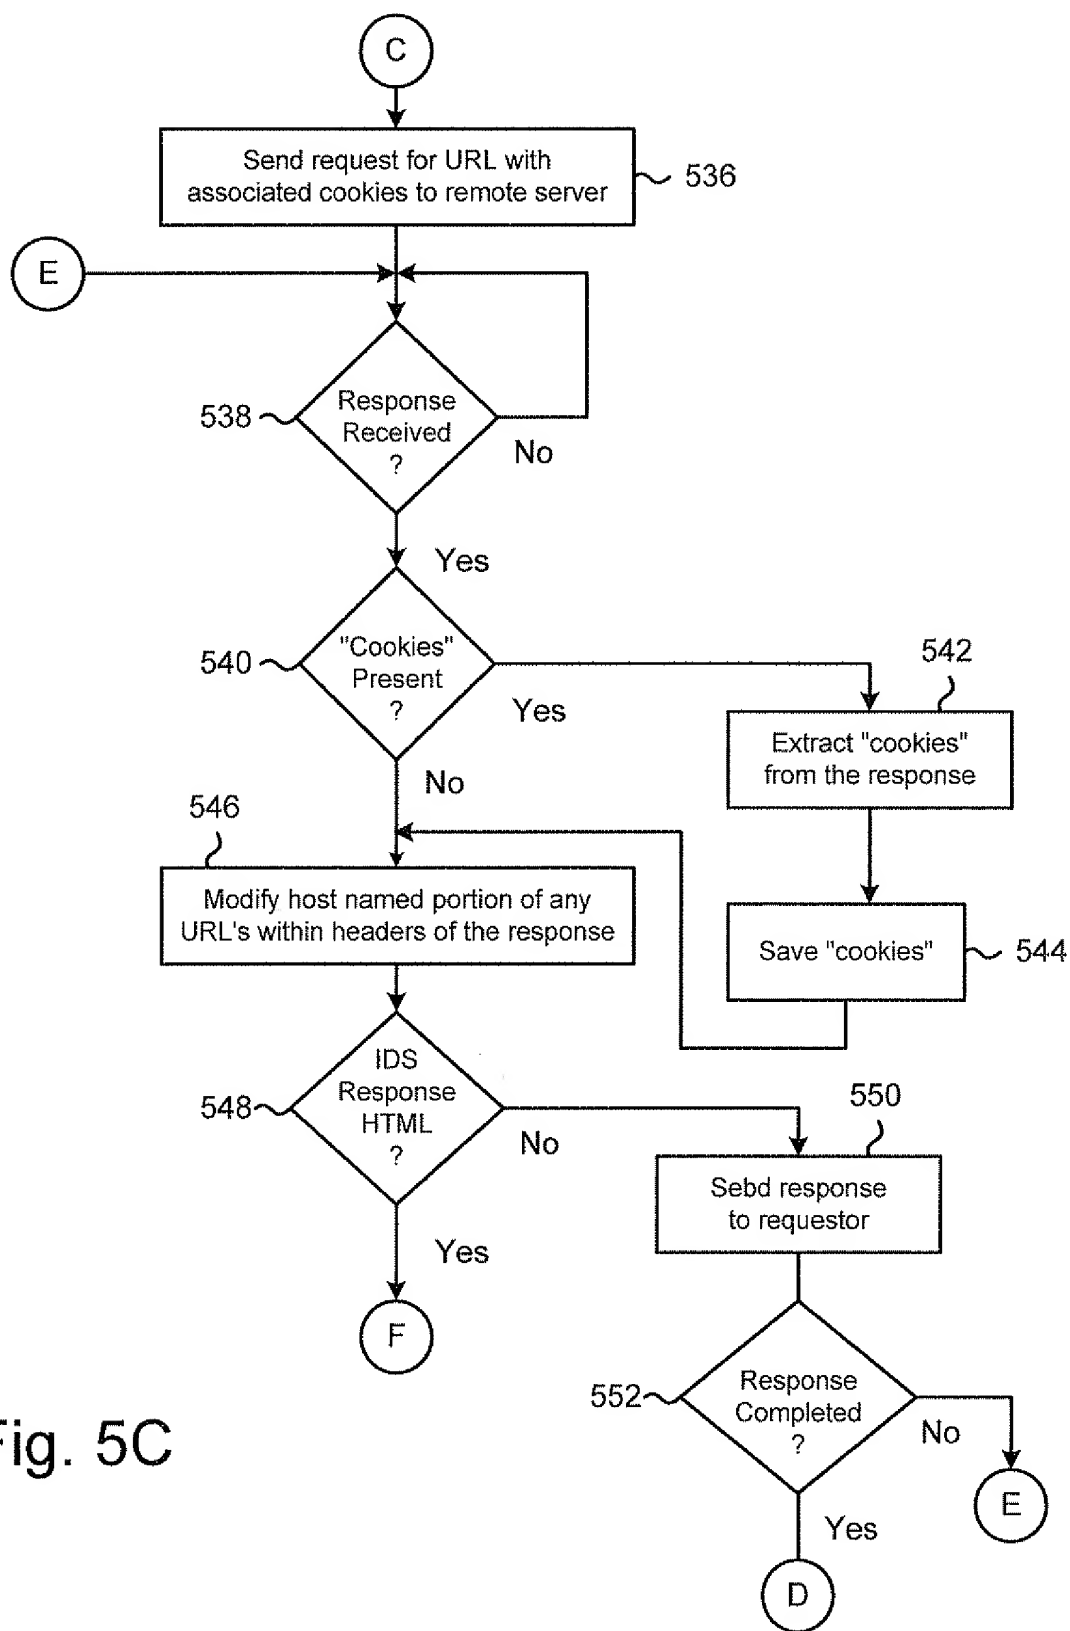 C
Send request for URL with
associated cookies to remote server
536
E
538
Response
Received
?
No
Yes
540
"Cookies"
Present
?
Yes
542
Extract "cookies"
from the response
No
546
Modify host named portion of any
URL's within headers of the response
Save "cookies"
544
548
IDS
Response
HTML
?
No
550
Sebd response
to requestor
Yes
F
552
Response
Completed
?
No
E
Yes
D
Fig. 5C